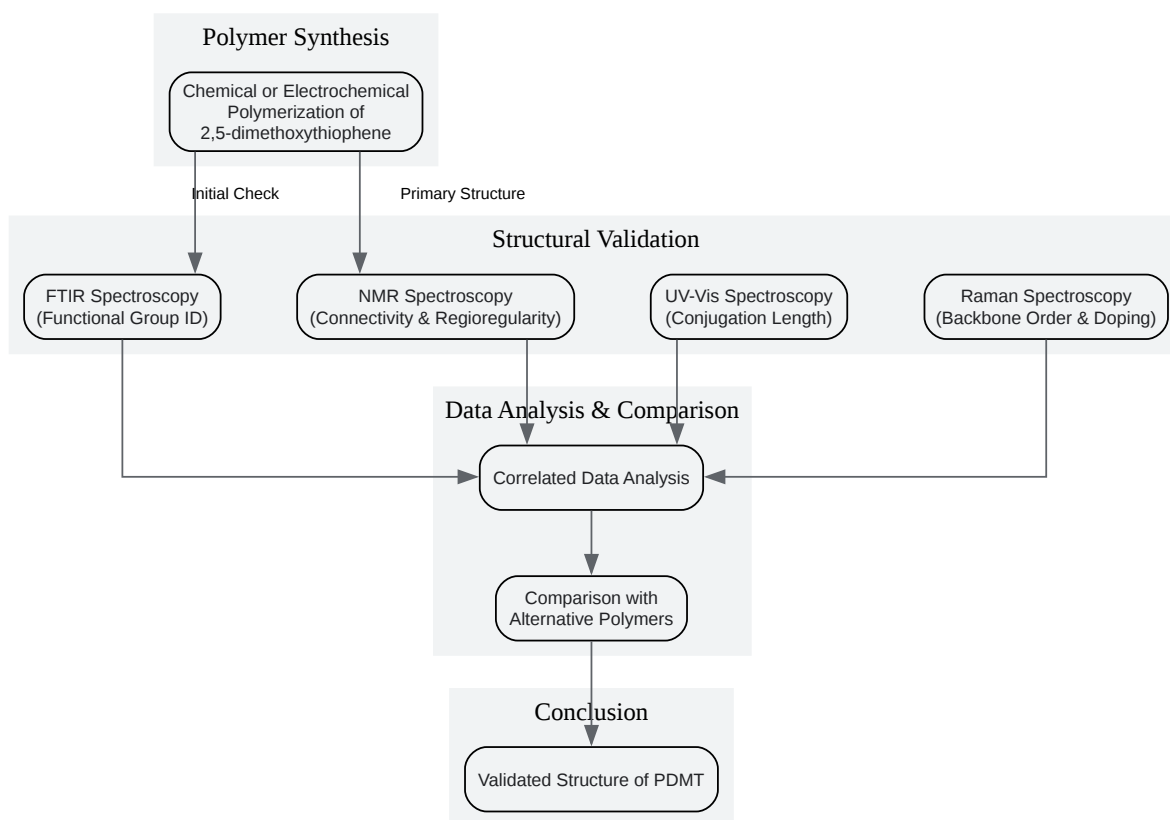 Polymer Synthesis
Chemical or Electrochemical
Polymerization of
2,5-dimethoxythiophene
Initial Check
Primary Structure
Structural Validation
FTIR Spectroscopy
(Functional Group ID)
NMR Spectroscopy
(Connectivity & Regioregularity)
UV-Vis Spectroscopy
(Conjugation Length)
Raman Spectroscopy
(Backbone Order & Doping)
Data Analysis & Comparison
Correlated Data Analysis
Comparison with
Alternative Polymers
Conclusion
Validated Structure of PDMT